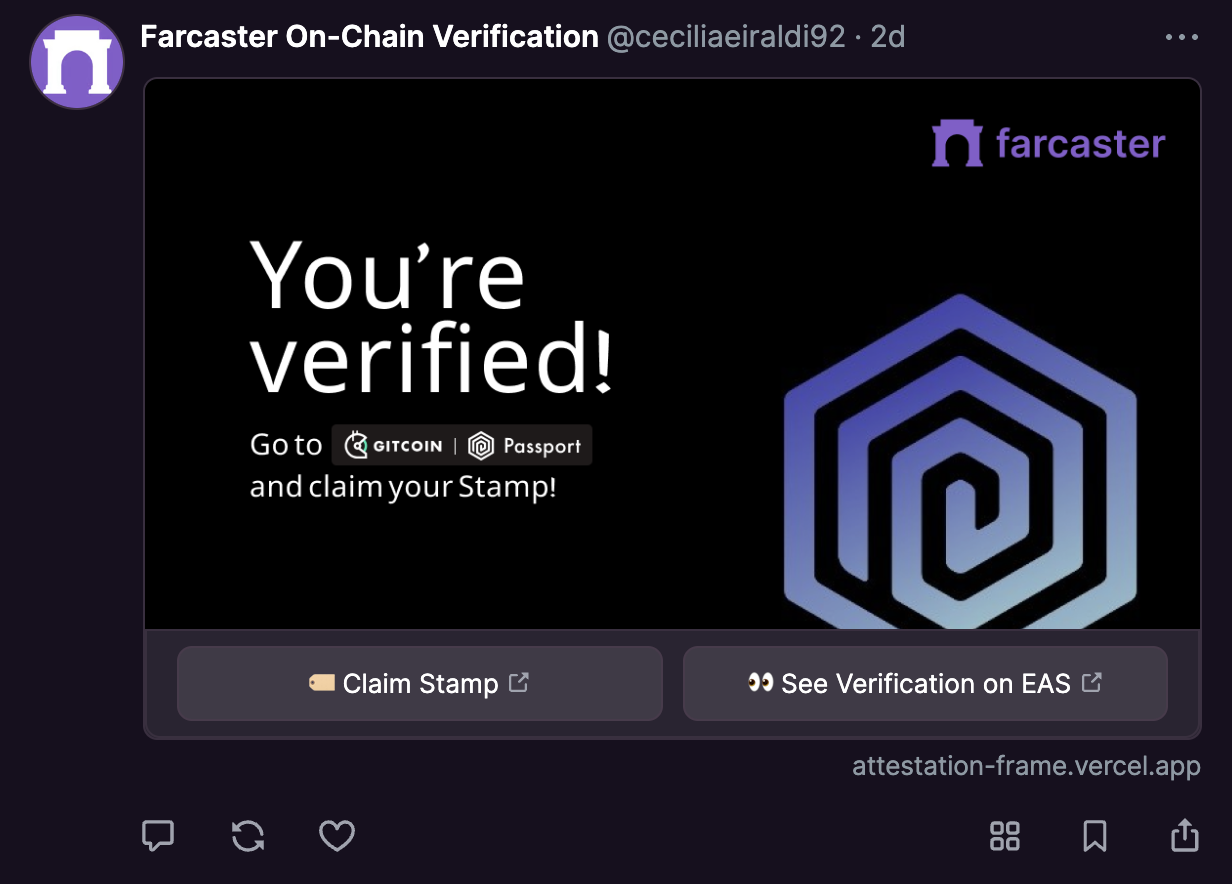 Farcaster On-Chain Verification @ceciliaeiraldi92 · 2d
farcaster
You’re
verified!
Go to GITCOIN | Passport
and claim your Stamp!
Claim Stamp
👀 See Verification on EAS
attestation-frame.vercel.app